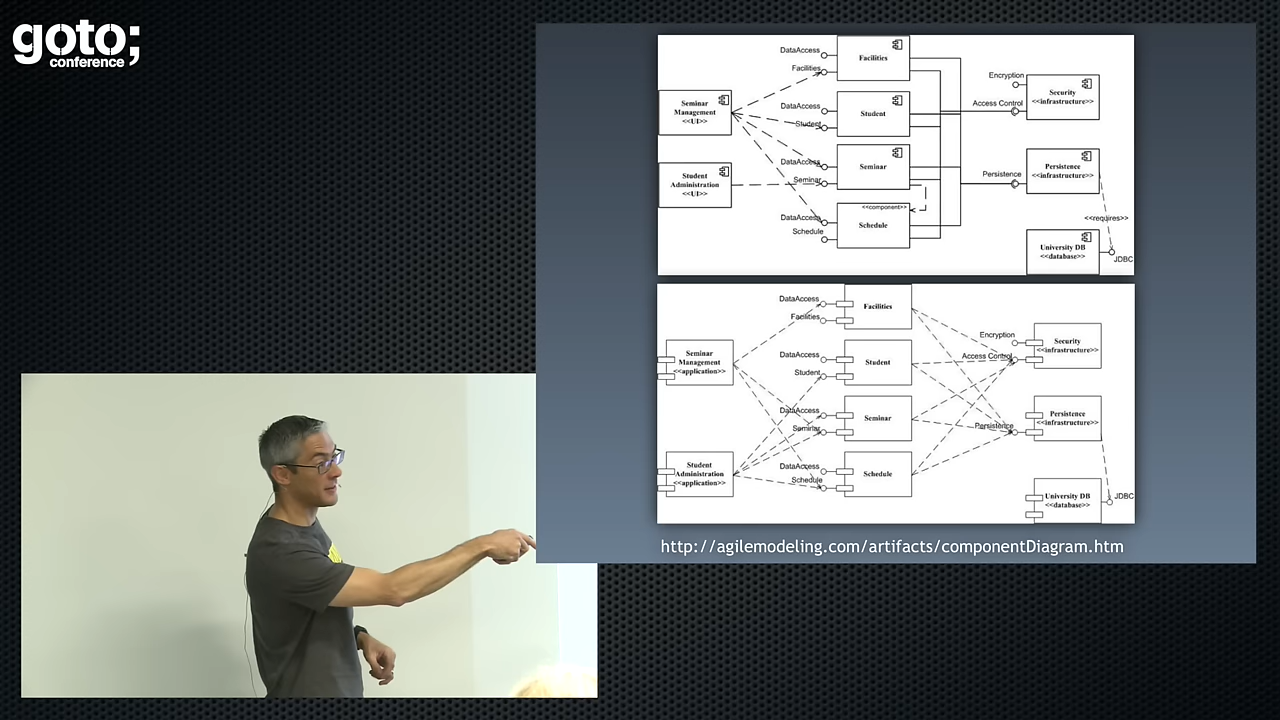 goto;
conference
DataAccess
Facilities
Facilities
Seminar
Management
<<UI>>
DataAccess
Student
Student
Encryption
Access Control
Security
<<infrastructure>>
Student
Administration
<<UI>>
DataAccess
Seminar
Seminar
Persistence
Persistence
<<infrastructure>>
DataAccess
Schedule
<<component>>
Schedule
<<requires>>
University DB
<<database>>
JDBC
DataAccess
Facilities
Facilities
Seminar
Management
<<application>>
DataAccess
Student
Student
Encryption
Access Control
Security
<<infrastructure>>
DataAccess
Seminar
Seminar
Persistence
Persistence
<<infrastructure>>
Student
Administration
<<application>>
DataAccess
Schedule
Schedule
University DB
<<database>>
JDBC
http://agilemodeling.com/artifacts/componentDiagram.htm